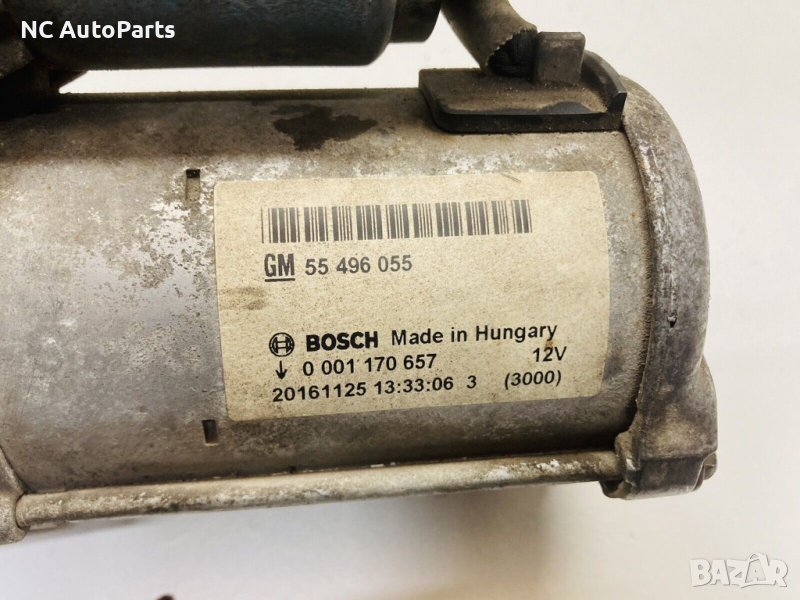 NC AutoParts
GM 55 496 055
BOSCH Made in Hungary
0 001 170 657 12V
20161125 13:33:06 3 (3000)
BAZAR